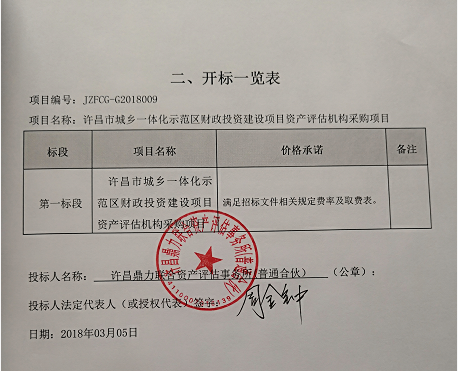 二、开标一览表
项目编号：JZFCG-G2018009
项目名称：许昌市城乡一体化示范区财政投资建设项目资产评估机构采购项目
标段 项目名称 价格承诺 备注
许昌市城乡一体化示
第一标段 范区财政投资建设项目 满足招标文件相关规定费率及取费表。
资产评估机构采购项目
投标人名称： 许昌鼎力联合资产评估事务所(普通合伙) （公章）：
投标人法定代表人（或授权代表）签字：
日期：2018年03月05日